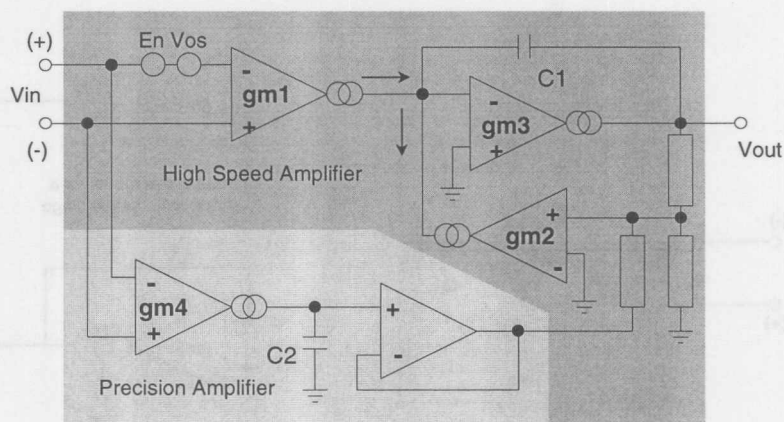 (+)
En Vos
-
gm1
+
C1
Vin
-
gm3
+
(-)
Vout
High Speed Amplifier
+
gm2
-
-
gm4
+
+
-
C2
Precision Amplifier